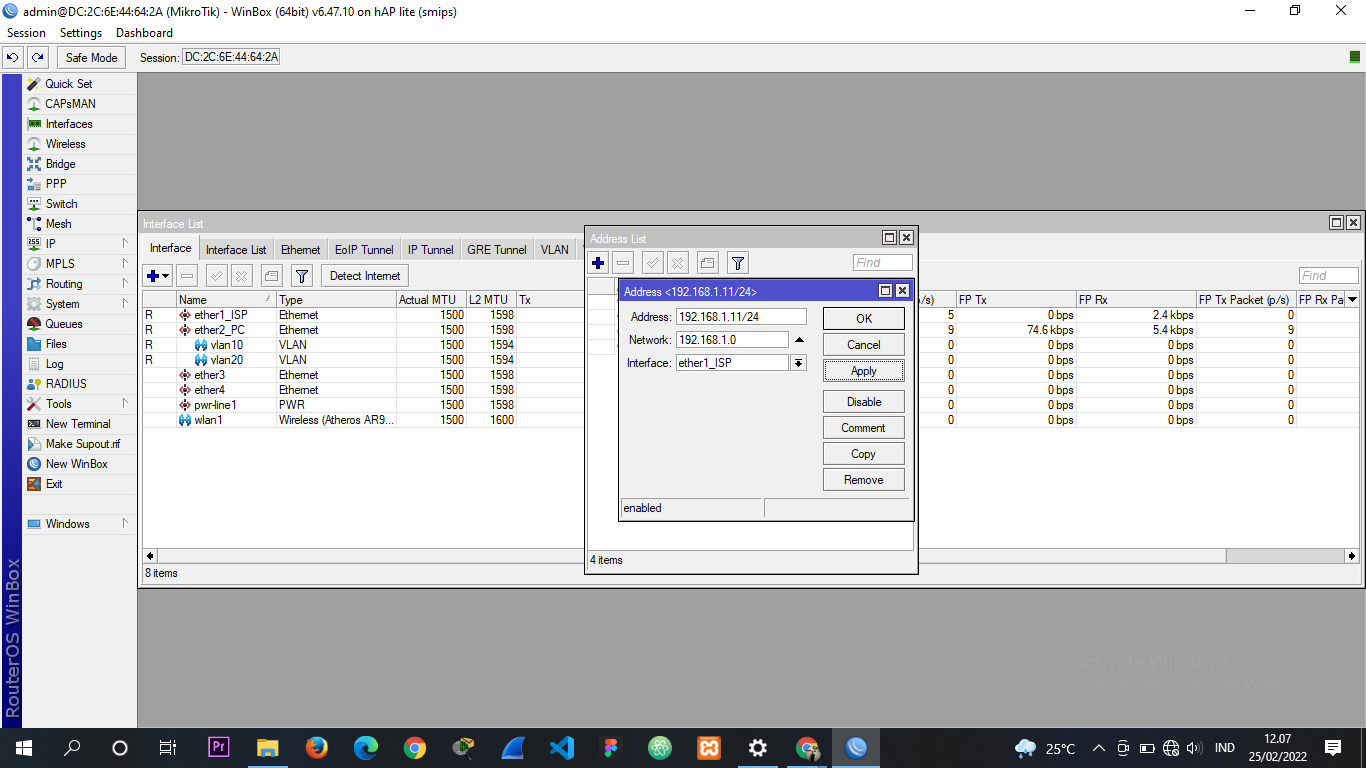 admin@DC:2C:6E:44:64:2A (MikroTik) - WinBox (64bit) v6.47.10 on hAP lite (smips)
Session Settings Dashboard
Safe Mode Session: DC:2C:6E:44:64:2A
Quick Set
CAPsMAN
Interfaces
Wireless
Bridge
PPP
Switch
Mesh
IP
MPLS
Routing
System
Queues
Files
Log
RADIUS
Tools
New Terminal
Make Supout.rif
New WinBox
Exit
Windows
RouterOS WinBox
Interface List
Interface Interface List Ethernet EoIP Tunnel IP Tunnel GRE Tunnel VLAN
Detect Internet Find
Name Type Actual MTU L2 MTU Tx /s) FP Tx FP Rx FP Tx Packet (p/s) FP Rx Pa
R ether1_ISP Ethernet 1500 1598 5 0 bps 2.4 kbps 0
R ether2_PC Ethernet 1500 1598 9 74.6 kbps 5.4 kbps 9
R vlan10 VLAN 1500 1594 0 0 bps 0 bps 0
R vlan20 VLAN 1500 1594 0 0 bps 0 bps 0
ether3 Ethernet 1500 1598 0 0 bps 0 bps 0
ether4 Ethernet 1500 1598 0 0 bps 0 bps 0
pwr-line1 PWR 1500 1598 0 0 bps 0 bps 0
wlan1 Wireless (Atheros AR9... 1500 1600 0 0 bps 0 bps 0
8 items
Address List
Find
Address <192.168.1.11/24>
Address: 192.168.1.11/24 OK
Network: 192.168.1.0 Cancel
Interface: ether1_ISP Apply
Disable
Comment
Copy
Remove
enabled
4 items
Activate Windows
Go to Settings to activate Windows.
Pr
25°C IND 12.07
25/02/2022